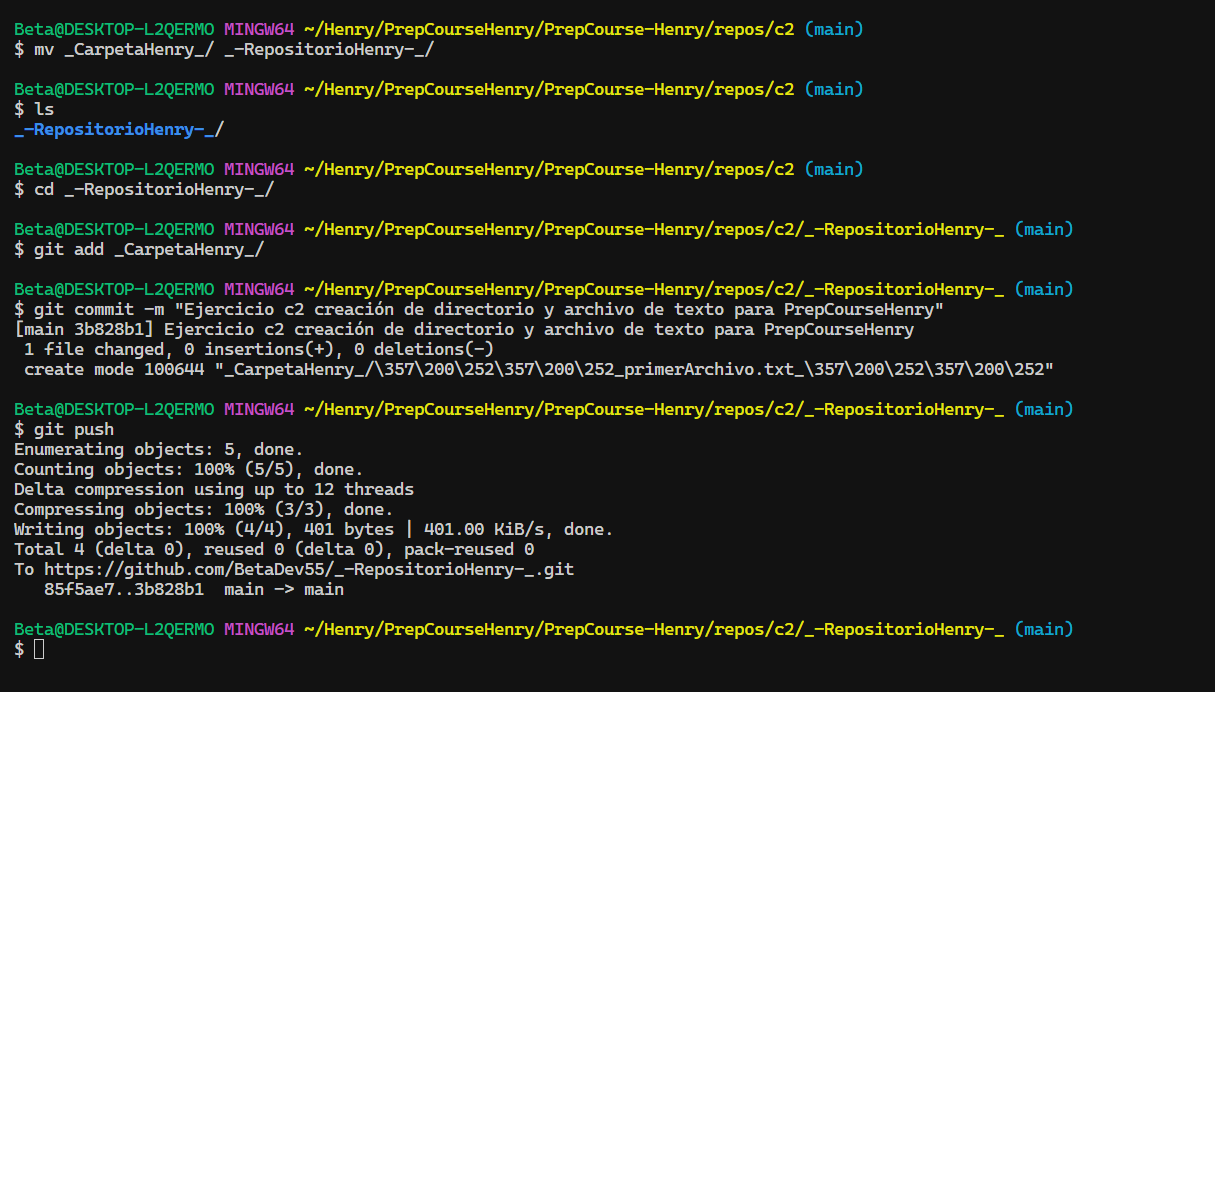 Beta@DESKTOP-L2QERMO MINGW64 ~/Henry/PrepCourseHenry/PrepCourse-Henry/repos/c2 (main)
$ mv _CarpetaHenry_/ _-RepositorioHenry-_/
Beta@DESKTOP-L2QERMO MINGW64 ~/Henry/PrepCourseHenry/PrepCourse-Henry/repos/c2 (main)
$ ls
_-RepositorioHenry-_/
Beta@DESKTOP-L2QERMO MINGW64 ~/Henry/PrepCourseHenry/PrepCourse-Henry/repos/c2 (main)
$ cd _-RepositorioHenry-_/
Beta@DESKTOP-L2QERMO MINGW64 ~/Henry/PrepCourseHenry/PrepCourse-Henry/repos/c2/_-RepositorioHenry-_ (main)
$ git add _CarpetaHenry_/
Beta@DESKTOP-L2QERMO MINGW64 ~/Henry/PrepCourseHenry/PrepCourse-Henry/repos/c2/_-RepositorioHenry-_ (main)
$ git commit -m "Ejercicio c2 creación de directorio y archivo de texto para PrepCourseHenry"
[main 3b828b1] Ejercicio c2 creación de directorio y archivo de texto para PrepCourseHenry
1 file changed, 0 insertions(+), 0 deletions(-)
create mode 100644 "_CarpetaHenry_/\357\200\252\357\200\252_primerArchivo.txt_\357\200\252\357\200\252"
Beta@DESKTOP-L2QERMO MINGW64 ~/Henry/PrepCourseHenry/PrepCourse-Henry/repos/c2/_-RepositorioHenry-_ (main)
$ git push
Enumerating objects: 5, done.
Counting objects: 100% (5/5), done.
Delta compression using up to 12 threads
Compressing objects: 100% (3/3), done.
Writing objects: 100% (4/4), 401 bytes | 401.00 KiB/s, done.
Total 4 (delta 0), reused 0 (delta 0), pack-reused 0
To https://github.com/BetaDev55/_-RepositorioHenry-_.git
85f5ae7..3b828b1  main -> main
Beta@DESKTOP-L2QERMO MINGW64 ~/Henry/PrepCourseHenry/PrepCourse-Henry/repos/c2/_-RepositorioHenry-_ (main)
$